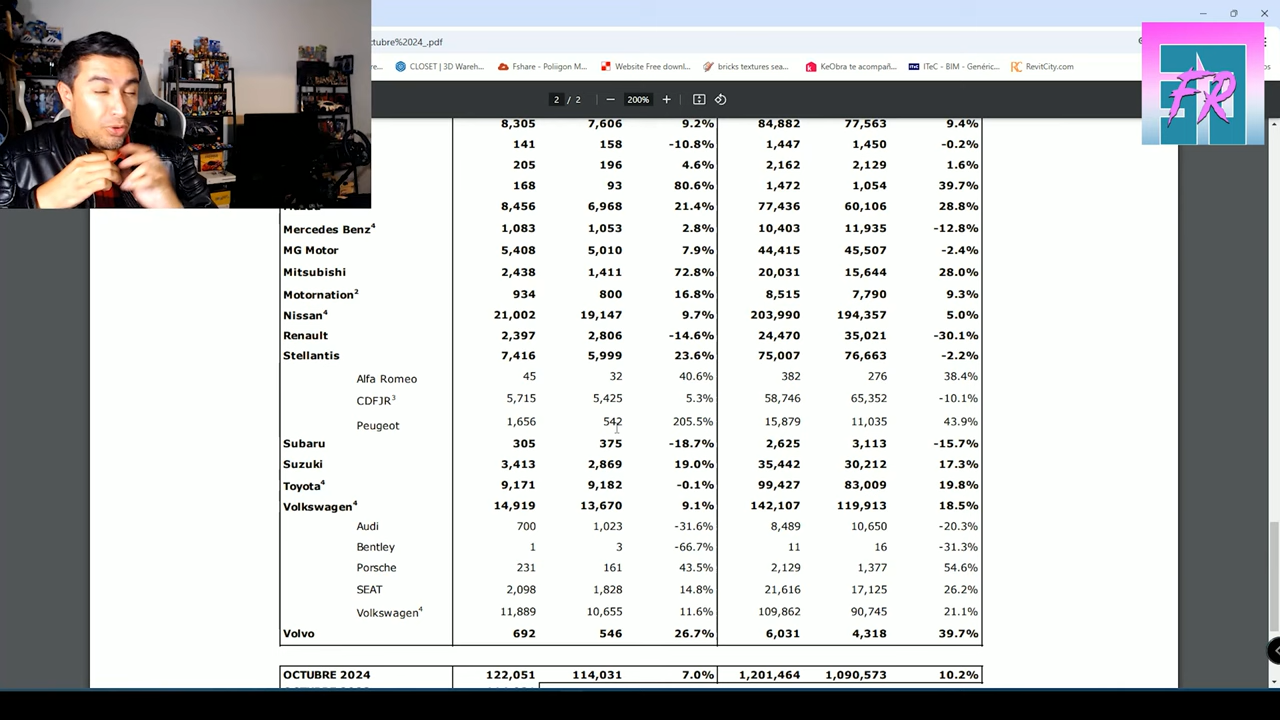 ctubre%2024_.pdf
CLOSET | 3D Wareh...
Fshare - Poliigon M...
Website Free downl...
bricks textures sea...
KeObra te acompañ...
ITeC - BIM - Genéric...
RevitCity.com
FR
2 / 2
200%
8,305 7,606 9.2% 84,882 77,563 9.4%
141 158 -10.8% 1,447 1,450 -0.2%
205 196 4.6% 2,162 2,129 1.6%
168 93 80.6% 1,472 1,054 39.7%
8,456 6,968 21.4% 77,436 60,106 28.8%
Mercedes Benz⁴ 1,083 1,053 2.8% 10,403 11,935 -12.8%
MG Motor 5,408 5,010 7.9% 44,415 45,507 -2.4%
Mitsubishi 2,438 1,411 72.8% 20,031 15,644 28.0%
Motornation² 934 800 16.8% 8,515 7,790 9.3%
Nissan⁴ 21,002 19,147 9.7% 203,990 194,357 5.0%
Renault 2,397 2,806 -14.6% 24,470 35,021 -30.1%
Stellantis 7,416 5,999 23.6% 75,007 76,663 -2.2%
Alfa Romeo 45 32 40.6% 382 276 38.4%
CDFJR³ 5,715 5,425 5.3% 58,746 65,352 -10.1%
Peugeot 1,656 542 205.5% 15,879 11,035 43.9%
Subaru 305 375 -18.7% 2,625 3,113 -15.7%
Suzuki 3,413 2,869 19.0% 35,442 30,212 17.3%
Toyota⁴ 9,171 9,182 -0.1% 99,427 83,009 19.8%
Volkswagen⁴ 14,919 13,670 9.1% 142,107 119,913 18.5%
Audi 700 1,023 -31.6% 8,489 10,650 -20.3%
Bentley 1 3 -66.7% 11 16 -31.3%
Porsche 231 161 43.5% 2,129 1,377 54.6%
SEAT 2,098 1,828 14.8% 21,616 17,125 26.2%
Volkswagen⁴ 11,889 10,655 11.6% 109,862 90,745 21.1%
Volvo 692 546 26.7% 6,031 4,318 39.7%
OCTUBRE 2024 122,051 114,031 7.0% 1,201,464 1,090,573 10.2%